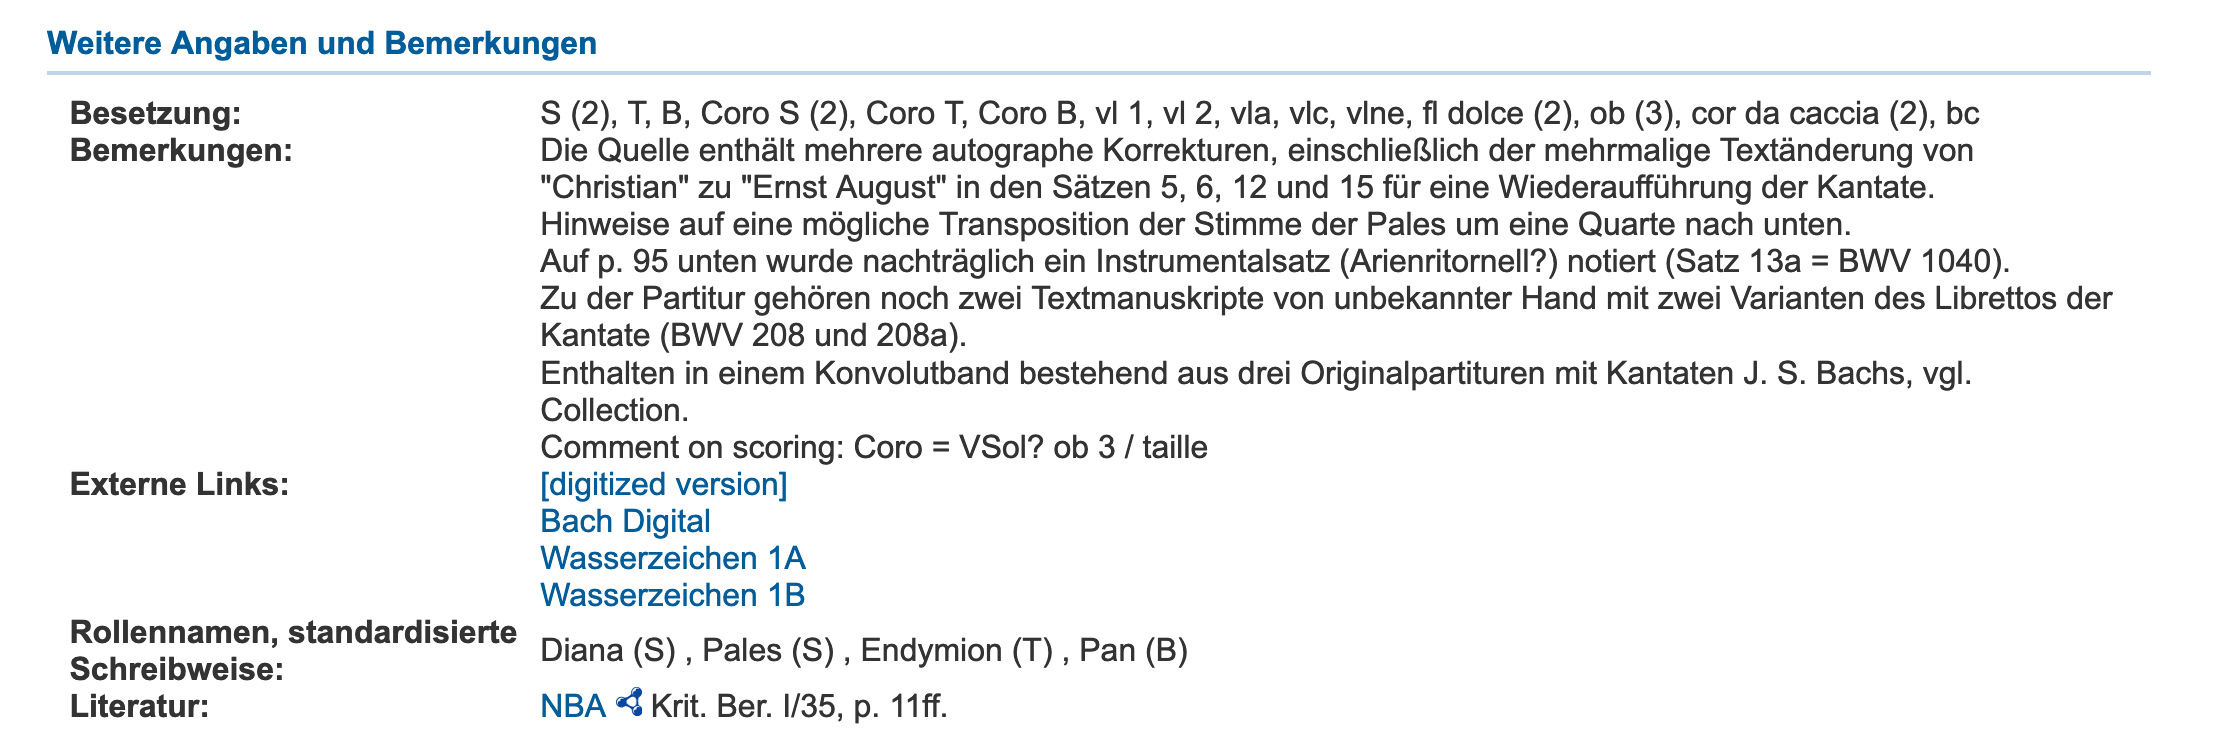 Weitere Angaben und Bemerkungen
Besetzung: S (2), T, B, Coro S (2), Coro T, Coro B, vl 1, vl 2, vla, vlc, vlne, fl dolce (2), ob (3), cor da caccia (2), bc
Bemerkungen: Die Quelle enthält mehrere autographe Korrekturen, einschließlich der mehrmalige Textänderung von
"Christian" zu "Ernst August" in den Sätzen 5, 6, 12 und 15 für eine Wiederaufführung der Kantate.
Hinweise auf eine mögliche Transposition der Stimme der Pales um eine Quarte nach unten.
Auf p. 95 unten wurde nachträglich ein Instrumentalsatz (Arienritornell?) notiert (Satz 13a = BWV 1040).
Zu der Partitur gehören noch zwei Textmanuskripte von unbekannter Hand mit zwei Varianten des Librettos der
Kantate (BWV 208 und 208a).
Enthalten in einem Konvolutband bestehend aus drei Originalpartituren mit Kantaten J. S. Bachs, vgl.
Collection.
Comment on scoring: Coro = VSol? ob 3 / taille
Externe Links: [digitized version]
Bach Digital
Wasserzeichen 1A
Wasserzeichen 1B
Rollennamen, standardisierte
Schreibweise: Diana (S) , Pales (S) , Endymion (T) , Pan (B)
Literatur: NBA Krit. Ber. I/35, p. 11ff.